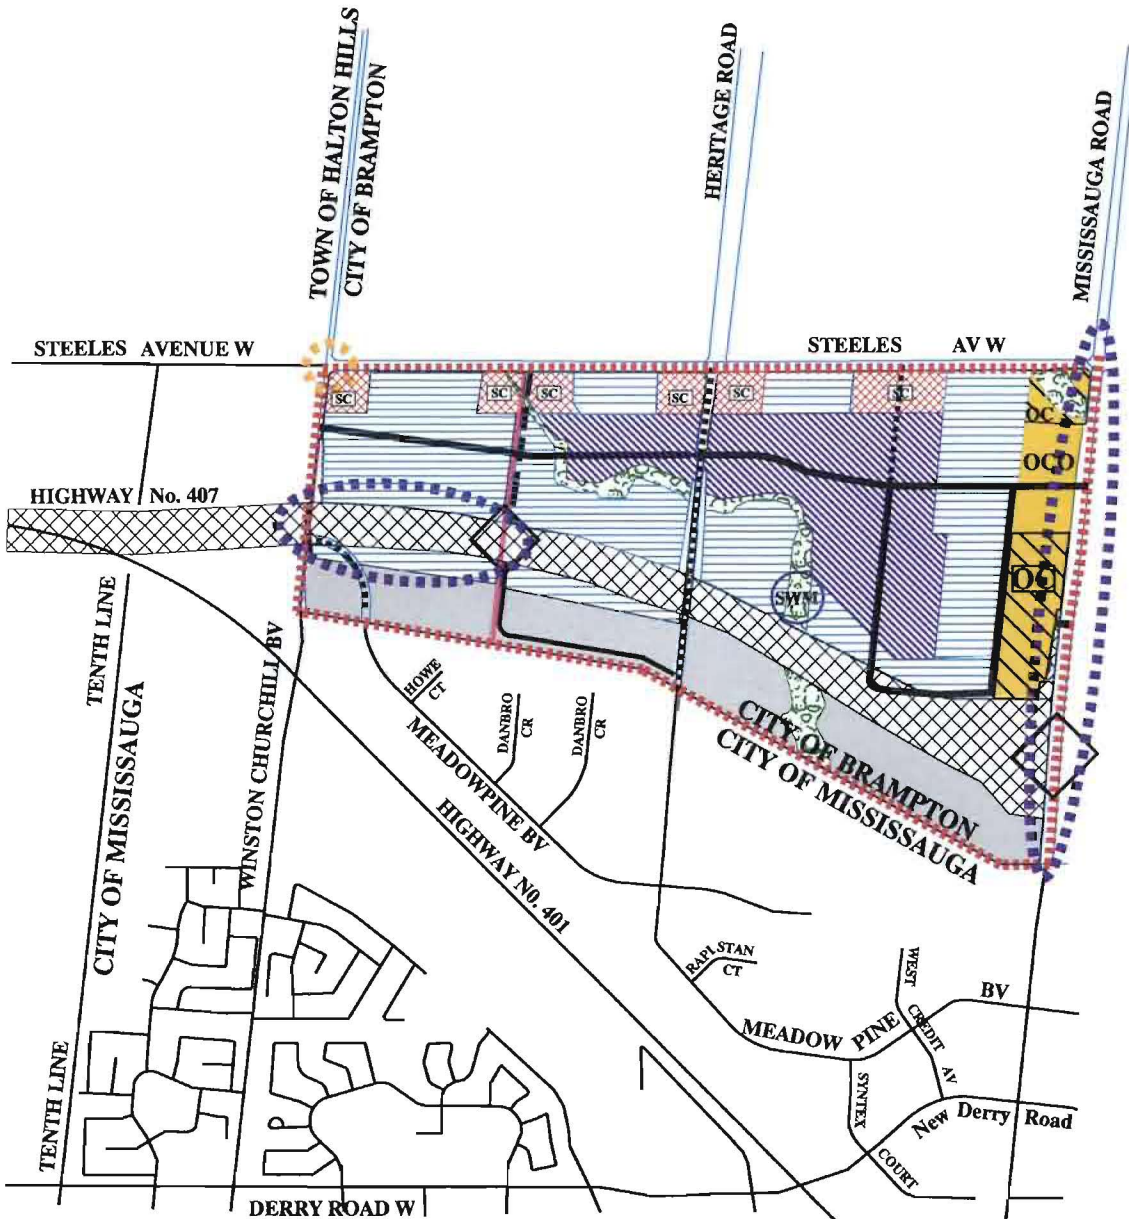 TOWN OF HALTON HILLS
CITY OF BRAMPTON
HERITAGE ROAD
MISSISSAUGA ROAD
STEELES AVENUE W
STEELES AV W
SC
SC
SC
SC
SC
SC
OC
OCO
HIGHWAY No. 407
OC
SWM
TENTH LINE
CITY OF MISSISSAUGA
WINSTON CHURCHILL BV
HOWE
CT
DANBRO
CR
DANBRO
CR
MEADOWPINE BV
HIGHWAY N0. 401
CITY OF BRAMPTON
CITY OF MISSISSAUGA
RAPISTAN
CT
WEST
CREDIT
AV
MEADOW PINE BV
SYNTEX
COURT
New Derry Road
TENTH LINE
DERRY ROAD W